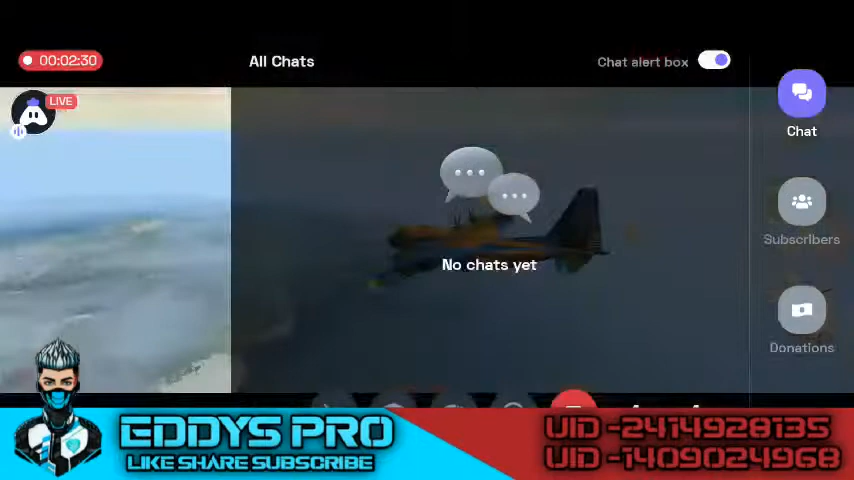 00:02:30
All Chats
Chat alert box
LIVE
Chat
No chats yet
Subscribers
Donations
EDDYS PRO
LIKE SHARE SUBSCRIBE
UID -2414928135
UID -1409024968